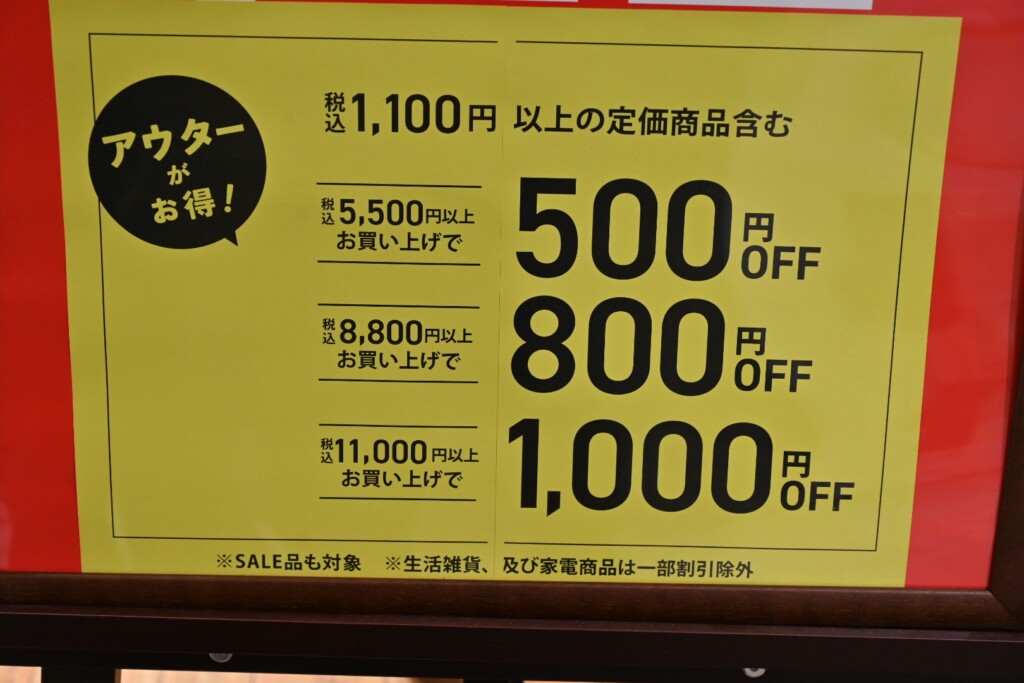 アウター
が
お得!
税込1,100円 以上の定価商品含む
税込5,500円以上
お買い上げで
500円OFF
税込8,800円以上
お買い上げで
800円OFF
税込11,000円以上
お買い上げで
1,000円OFF
※SALE品も対象 ※生活雑貨、及び家電商品は一部割引除外